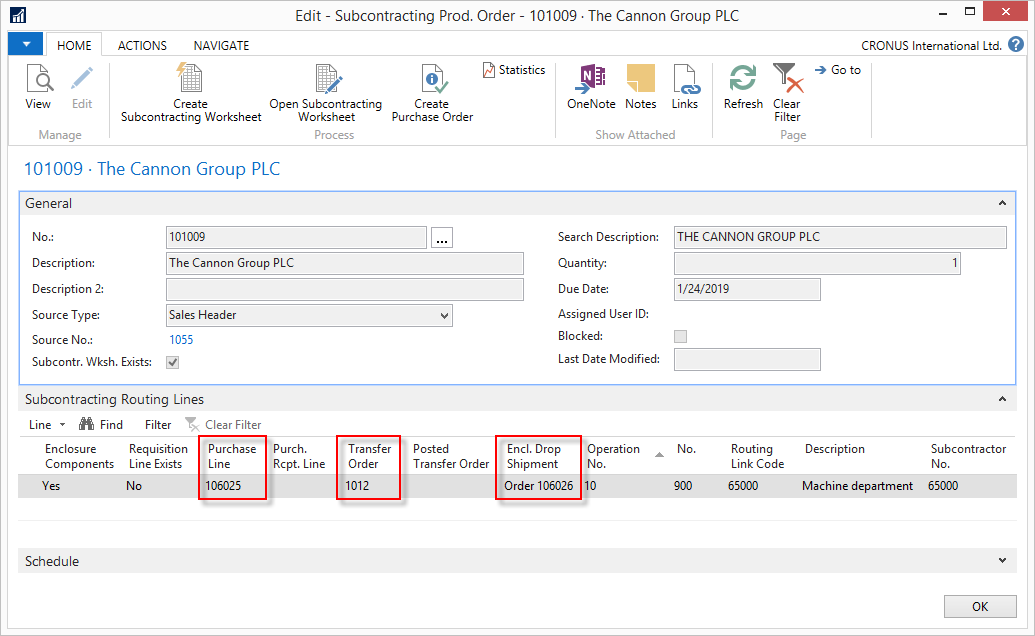 Edit - Subcontracting Prod. Order - 101009 · The Cannon Group PLC
HOME ACTIONS NAVIGATE CRONUS International Ltd. ?
View
Edit
Create
Subcontracting Worksheet
Open Subcontracting
Worksheet
Create
Purchase Order
Statistics
OneNote
Notes
Links
Refresh
Clear
Filter
Go to
Manage Process Show Attached Page
101009 · The Cannon Group PLC
General
No.: 101009 ...
Description: The Cannon Group PLC
Description 2:
Source Type: Sales Header
Source No.: 1055
Subcontr. Wksh. Exists:
Search Description: THE CANNON GROUP PLC
Quantity: 1
Due Date: 1/24/2019
Assigned User ID:
Blocked:
Last Date Modified:
Subcontracting Routing Lines
Line Find Filter Clear Filter
Enclosure Requisition Purchase Purch. Transfer Posted Encl. Drop Operation No. Routing Description Subcontractor
Components Line Exists Line Rcpt. Line Order Transfer Order Shipment No. Link Code No.
Yes No 106025 1012 Order 106026 10 900 65000 Machine department 65000
Schedule
OK